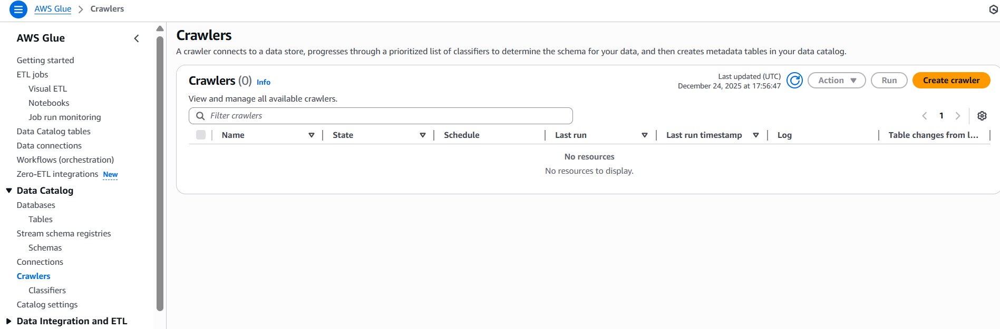 AWS Glue > Crawlers
AWS Glue
Getting started
ETL jobs
Visual ETL
Notebooks
Job run monitoring
Data Catalog tables
Data connections
Workflows (orchestration)
Zero-ETL integrations New
Data Catalog
Databases
Tables
Stream schema registries
Schemas
Connections
Crawlers
Classifiers
Catalog settings
Data Integration and ETL
Crawlers
A crawler connects to a data store, progresses through a prioritized list of classifiers to determine the schema for your data, and then creates metadata tables in your data catalog.
Crawlers (0) Info
Last updated (UTC)
December 24, 2025 at 17:56:47
Action
Run
Create crawler
View and manage all available crawlers.
Filter crawlers
1
Name State Schedule Last run Last run timestamp Log Table changes from l...
No resources
No resources to display.